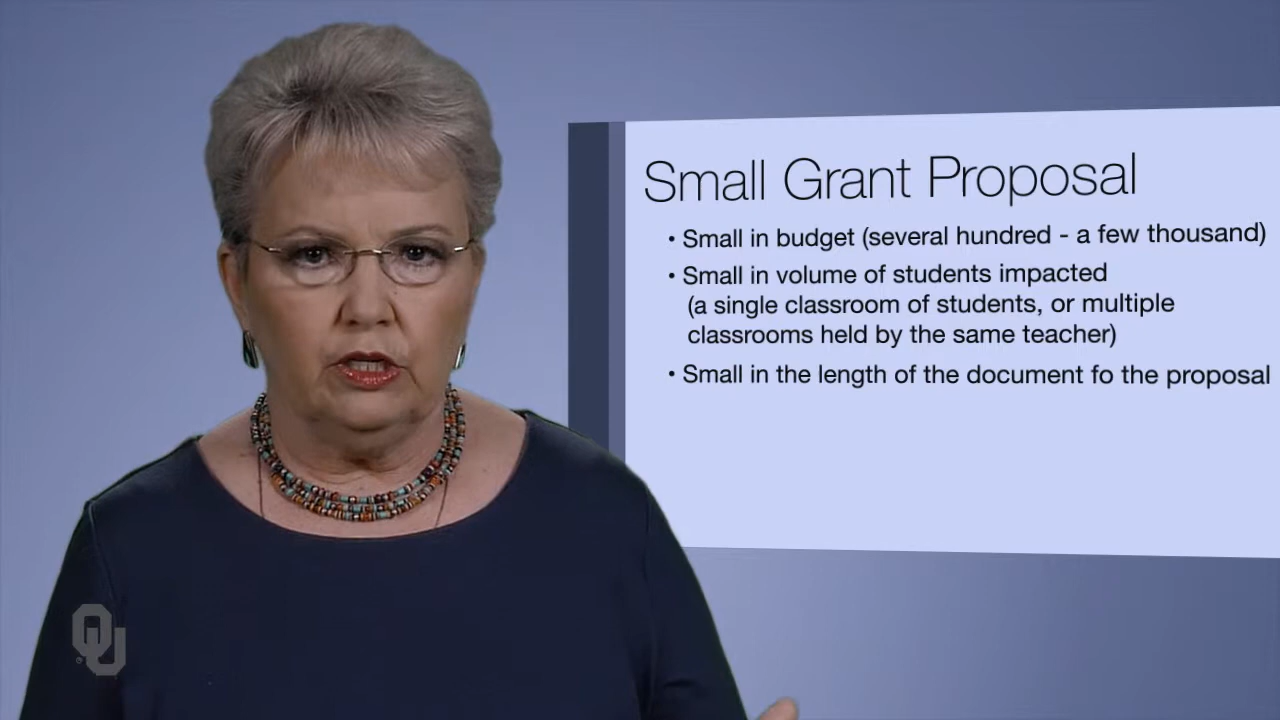 Small Grant Proposal
• Small in budget (several hundred - a few thousand)
• Small in volume of students impacted
(a single classroom of students, or multiple
classrooms held by the same teacher)
• Small in the length of the document fo the proposal
OU
®